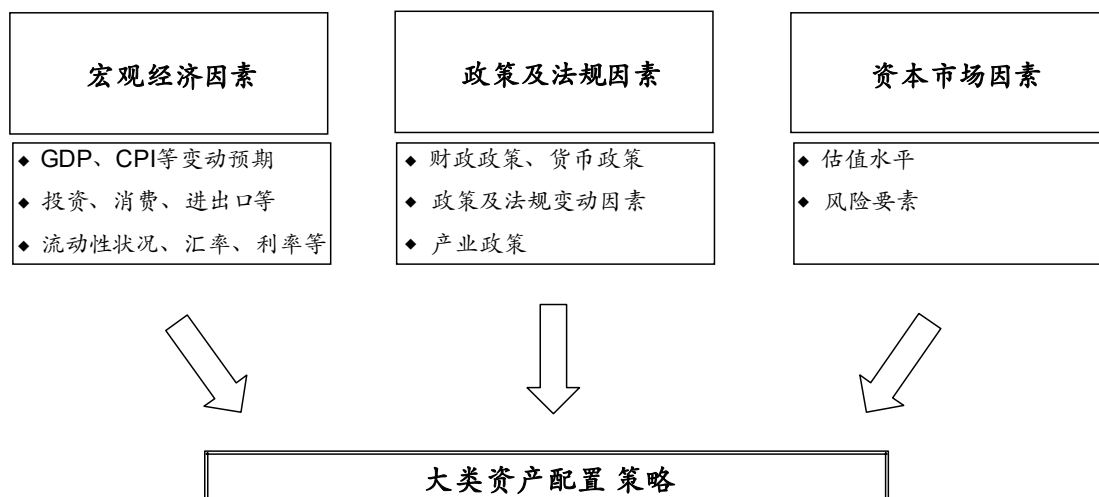 宏观经济因素
◆ GDP、CPI等变动预期
◆ 投资、消费、进出口等
◆ 流动性状况、汇率、利率等
政策及法规因素
◆ 财政政策、货币政策
◆ 政策及法规变动因素
◆ 产业政策
资本市场因素
◆ 估值水平
◆ 风险要素
大类资产配置 策略